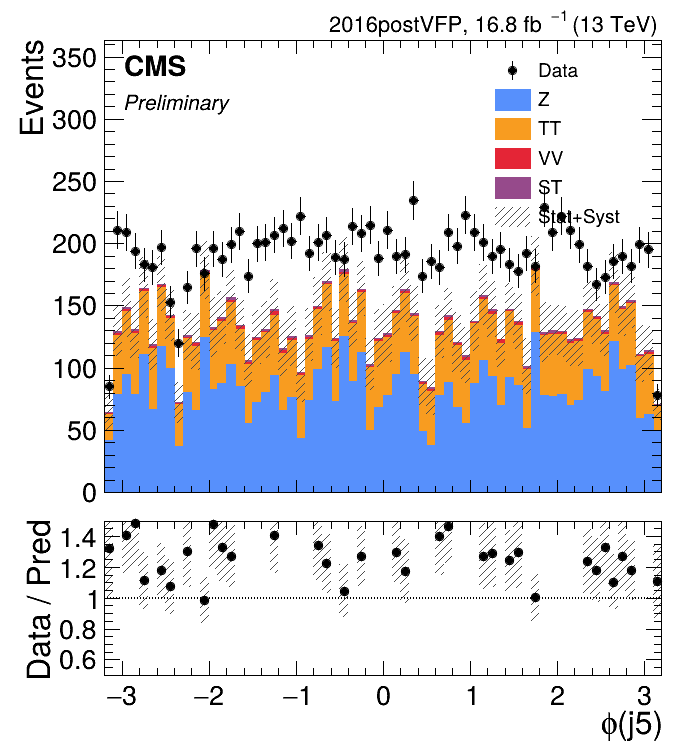 2016postVFP, 16.8 fb⁻¹ (13 TeV)
CMS
Preliminary
Data
Z
TT
VV
ST
Stat+Syst
Events
350
300
250
200
150
100
50
0
Data / Pred
1.4
1.2
1
0.8
0.6
−3 −2 −1 0 1 2 3
ϕ(j5)